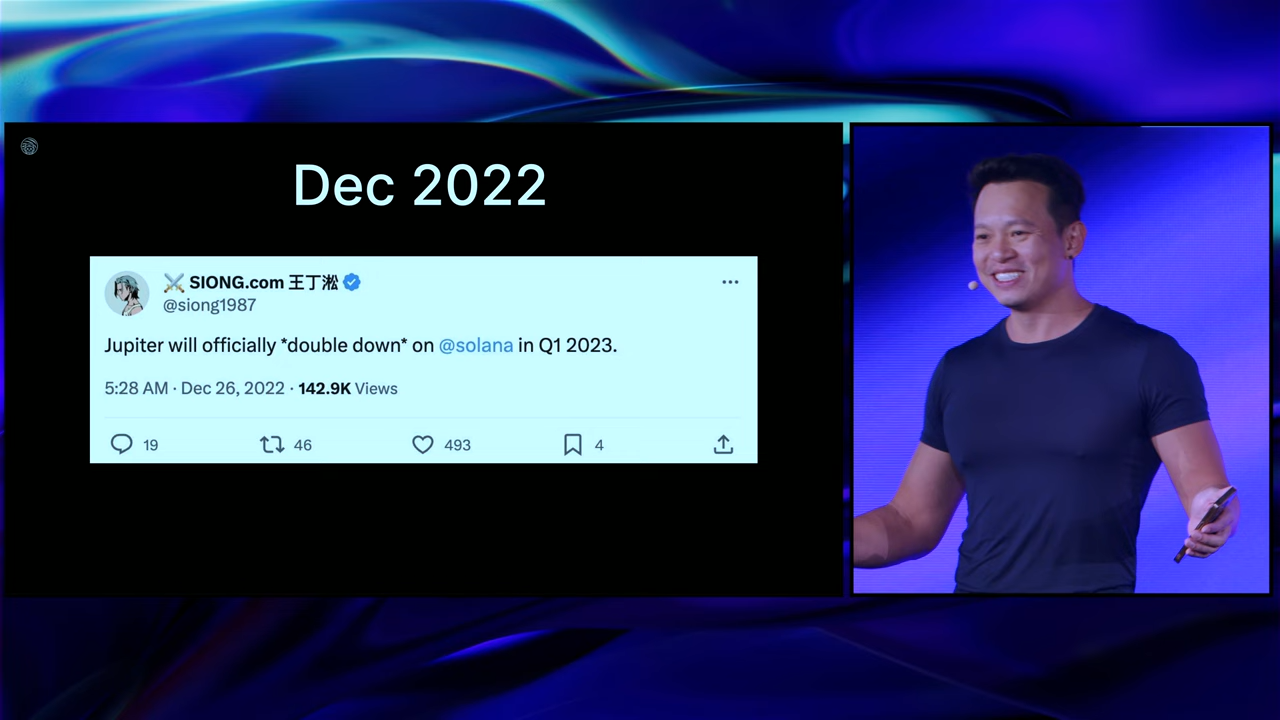 Dec 2022
SIONG.com 王丁淞
@siong1987
Jupiter will officially *double down* on @solana in Q1 2023.
5:28 AM · Dec 26, 2022 · 142.9K Views
19 46 493 4